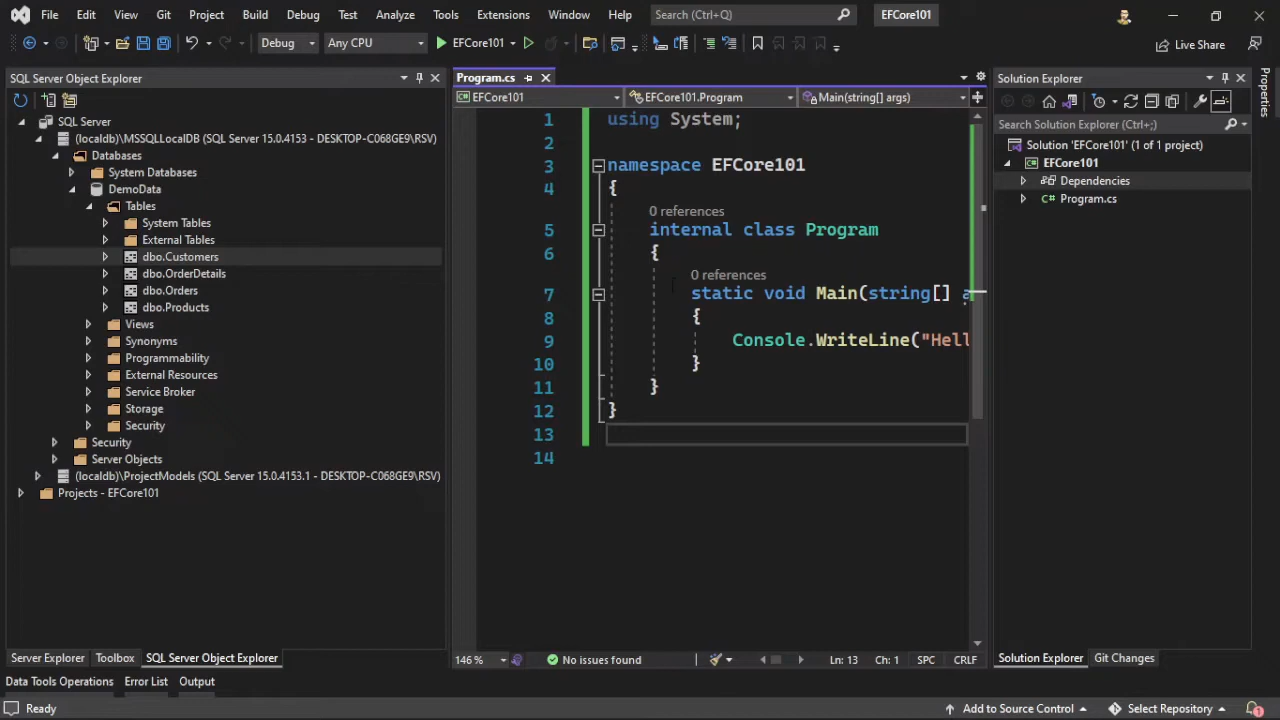 File Edit View Git Project Build Debug Test Analyze Tools Extensions Window Help Search (Ctrl+Q) EFCore101
Debug Any CPU EFCore101 Live Share
SQL Server Object Explorer
SQL Server
(localdb)\MSSQLLocalDB (SQL Server 15.0.4153 - DESKTOP-C068GE9\RSV)
Databases
System Databases
DemoData
Tables
System Tables
External Tables
dbo.Customers
dbo.OrderDetails
dbo.Orders
dbo.Products
Views
Synonyms
Programmability
External Resources
Service Broker
Storage
Security
Security
Server Objects
(localdb)\ProjectModels (SQL Server 15.0.4153.1 - DESKTOP-C068GE9\RSV)
Projects - EFCore101
Server Explorer Toolbox SQL Server Object Explorer
Program.cs
EFCore101 EFCore101.Program Main(string[] args)
1 using System;
2
3 namespace EFCore101
4 {
0 references
5 internal class Program
6 {
0 references
7 static void Main(string[] a
8 {
9 Console.WriteLine("Hell
10 }
11 }
12 }
13
14
146 % No issues found Ln: 13 Ch: 1 SPC CRLF
Solution Explorer
Search Solution Explorer (Ctrl+;)
Solution 'EFCore101' (1 of 1 project)
EFCore101
Dependencies
C# Program.cs
Solution Explorer Git Changes
Properties
Data Tools Operations Error List Output
Ready Add to Source Control Select Repository 1